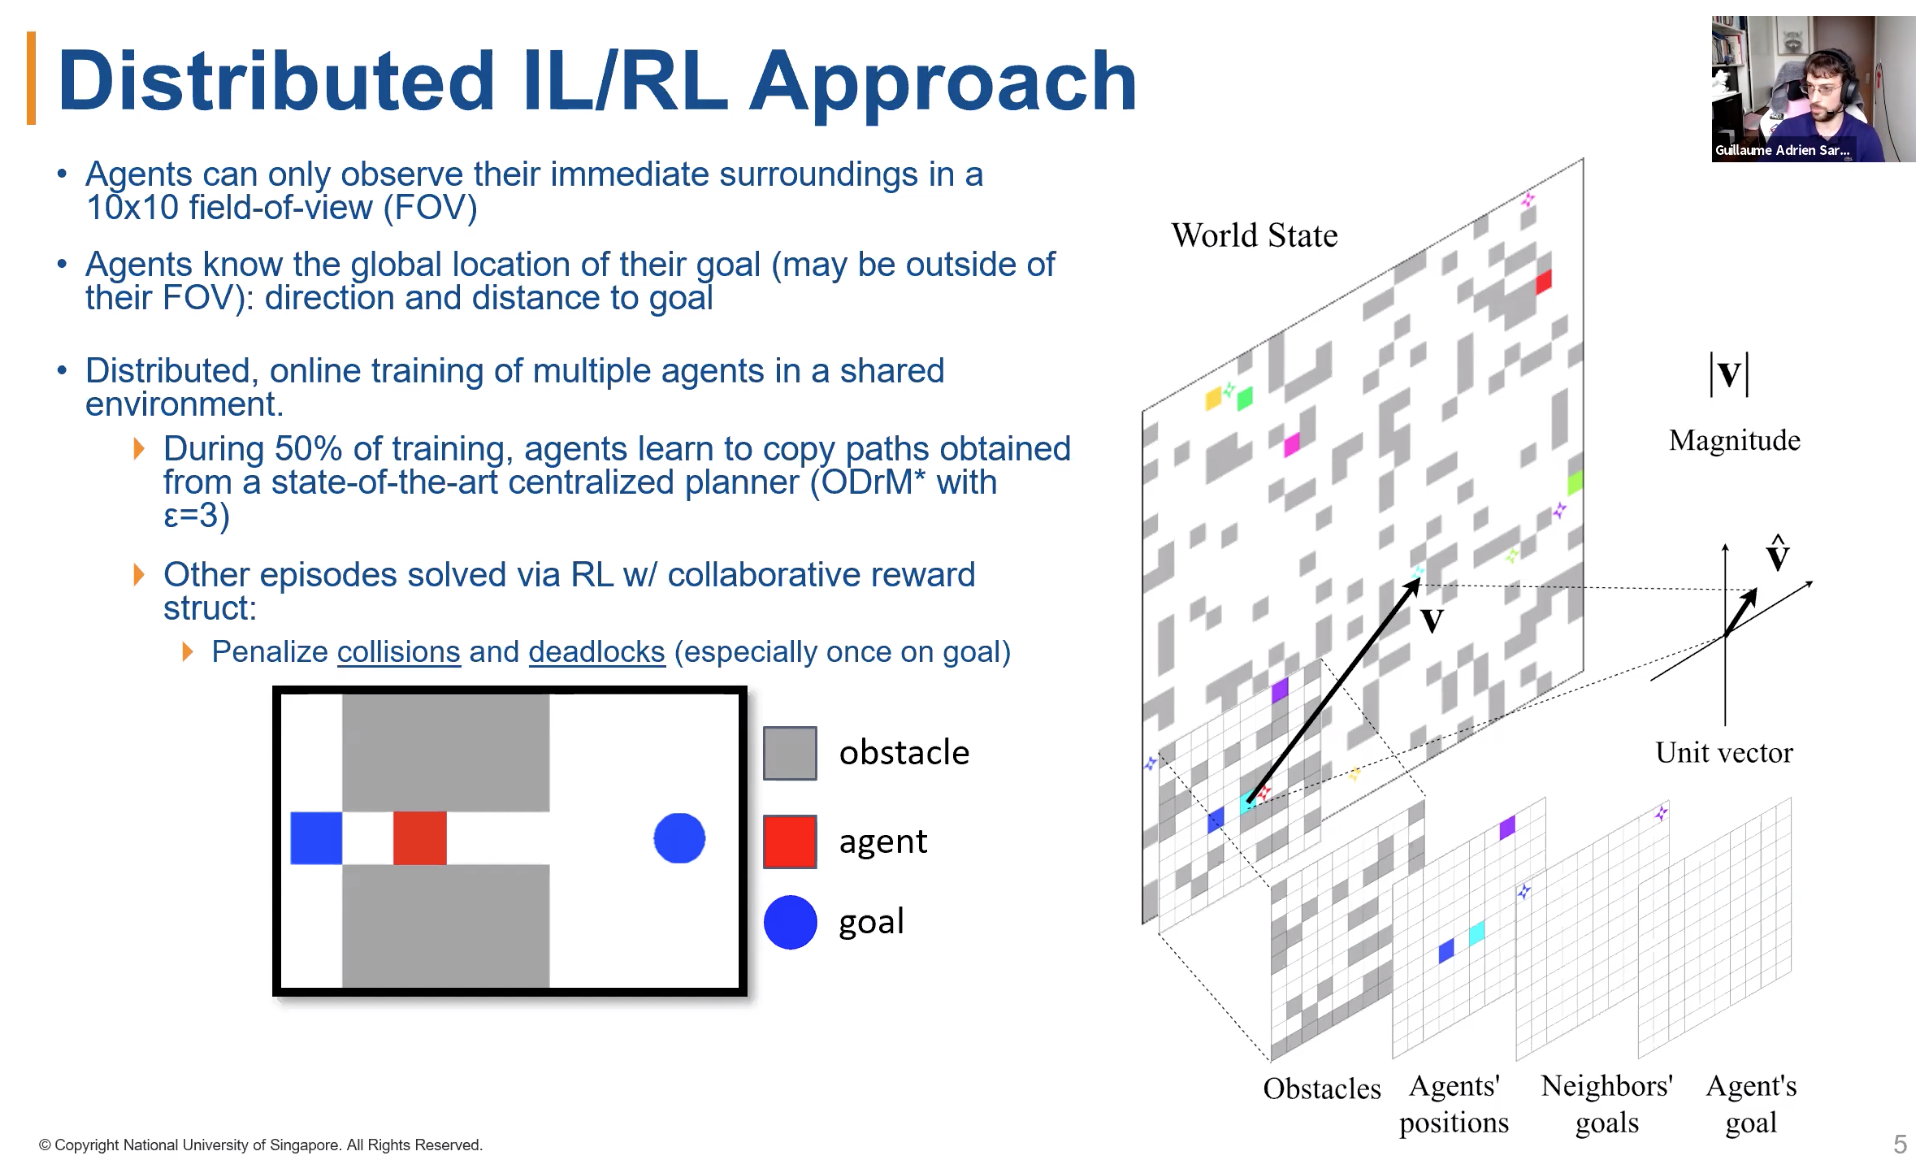 Distributed IL/RL Approach
• Agents can only observe their immediate surroundings in a
10x10 field-of-view (FOV)
• Agents know the global location of their goal (may be outside of
their FOV): direction and distance to goal
• Distributed, online training of multiple agents in a shared
environment.
During 50% of training, agents learn to copy paths obtained
from a state-of-the-art centralized planner (ODrM* with
ε=3)
Other episodes solved via RL w/ collaborative reward
struct:
Penalize collisions and deadlocks (especially once on goal)
obstacle
agent
goal
World State
v
|v|
Magnitude
v̂
Unit vector
Obstacles
Agents'
positions
Neighbors'
goals
Agent's
goal
Guillaume Adrien Sar...
© Copyright National University of Singapore. All Rights Reserved.
5